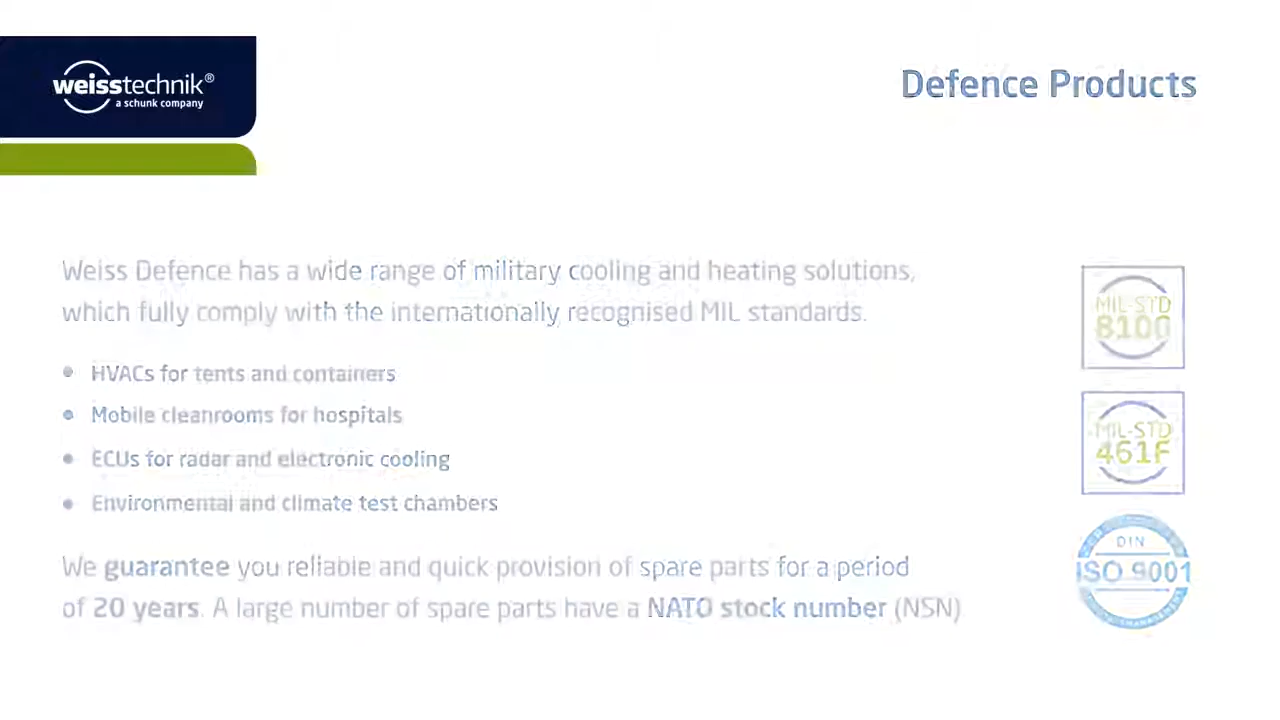 weisstechnik®
a schunk company
Defence Products
Weiss Defence has a wide range of military cooling and heating solutions,
which fully comply with the internationally recognised MIL standards.
• HVACs for tents and containers
• Mobile cleanrooms for hospitals
• ECUs for radar and electronic cooling
• Environmental and climate test chambers
We guarantee you reliable and quick provision of spare parts for a period
of 20 years. A large number of spare parts have a NATO stock number (NSN)
MIL-STD
810G
MIL-STD
461F
DIN
ISO 9001